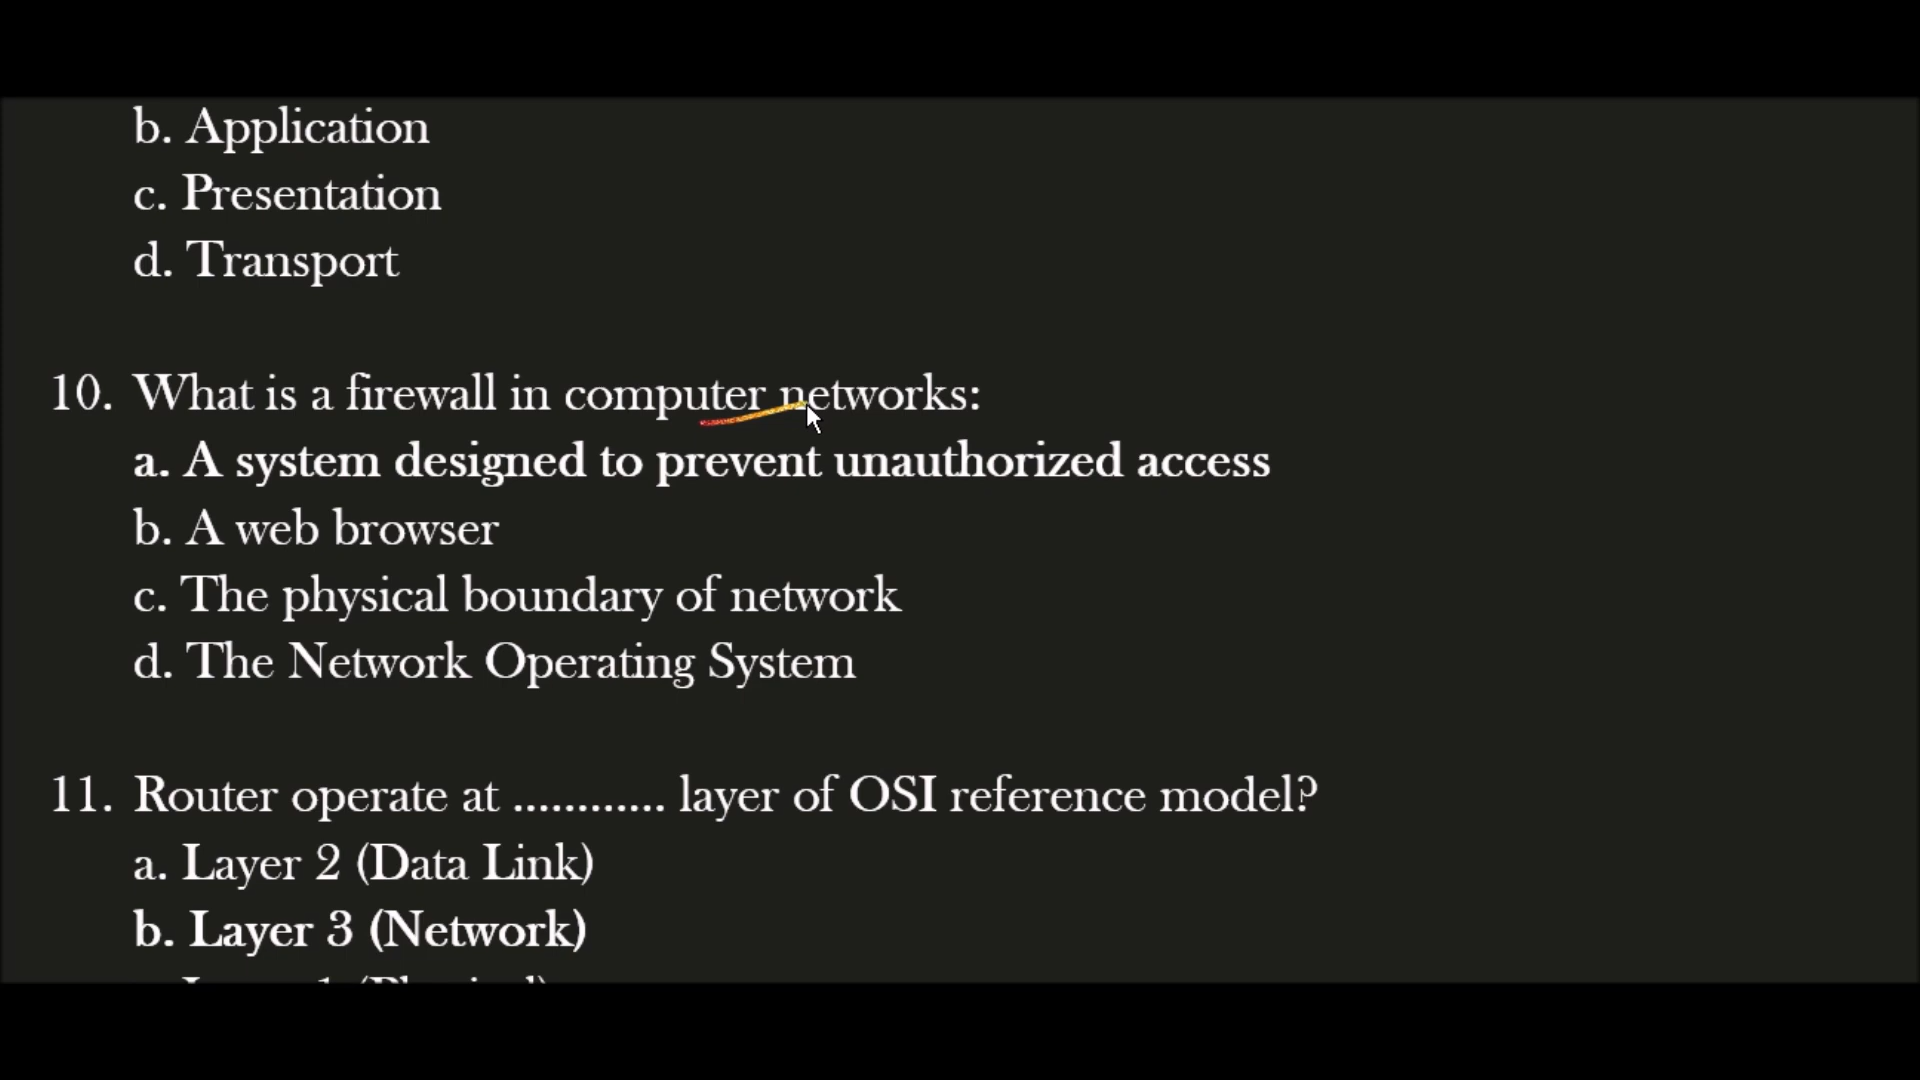 b. Application
c. Presentation
d. Transport
10. What is a firewall in computer networks:
a. A system designed to prevent unauthorized access
b. A web browser
c. The physical boundary of network
d. The Network Operating System
11. Router operate at ............ layer of OSI reference model?
a. Layer 2 (Data Link)
b. Layer 3 (Network)